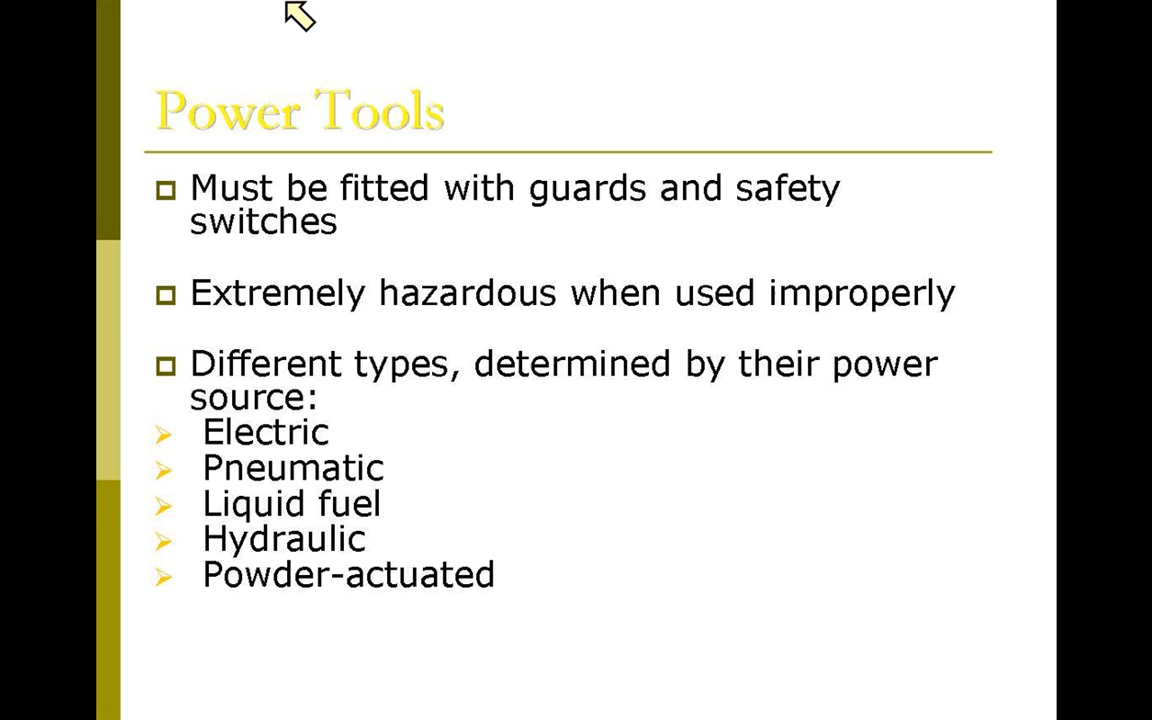 Power Tools
Must be fitted with guards and safety
switches
Extremely hazardous when used improperly
Different types, determined by their power
source:
Electric
Pneumatic
Liquid fuel
Hydraulic
Powder-actuated